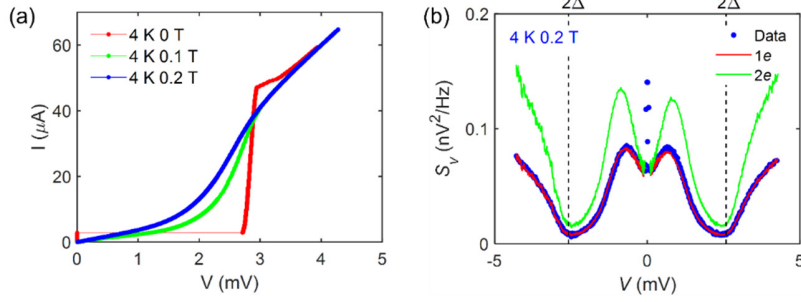 (a)
4 K 0 T
4 K 0.1 T
4 K 0.2 T
I (μA)
60
40
20
0
0 1 2 3 4 5
V (mV)
(b)
2Δ 2Δ
4 K 0.2 T
Data
1e
2e
S_V (nV²/Hz)
0.2
0.1
0
-5 0 5
V (mV)